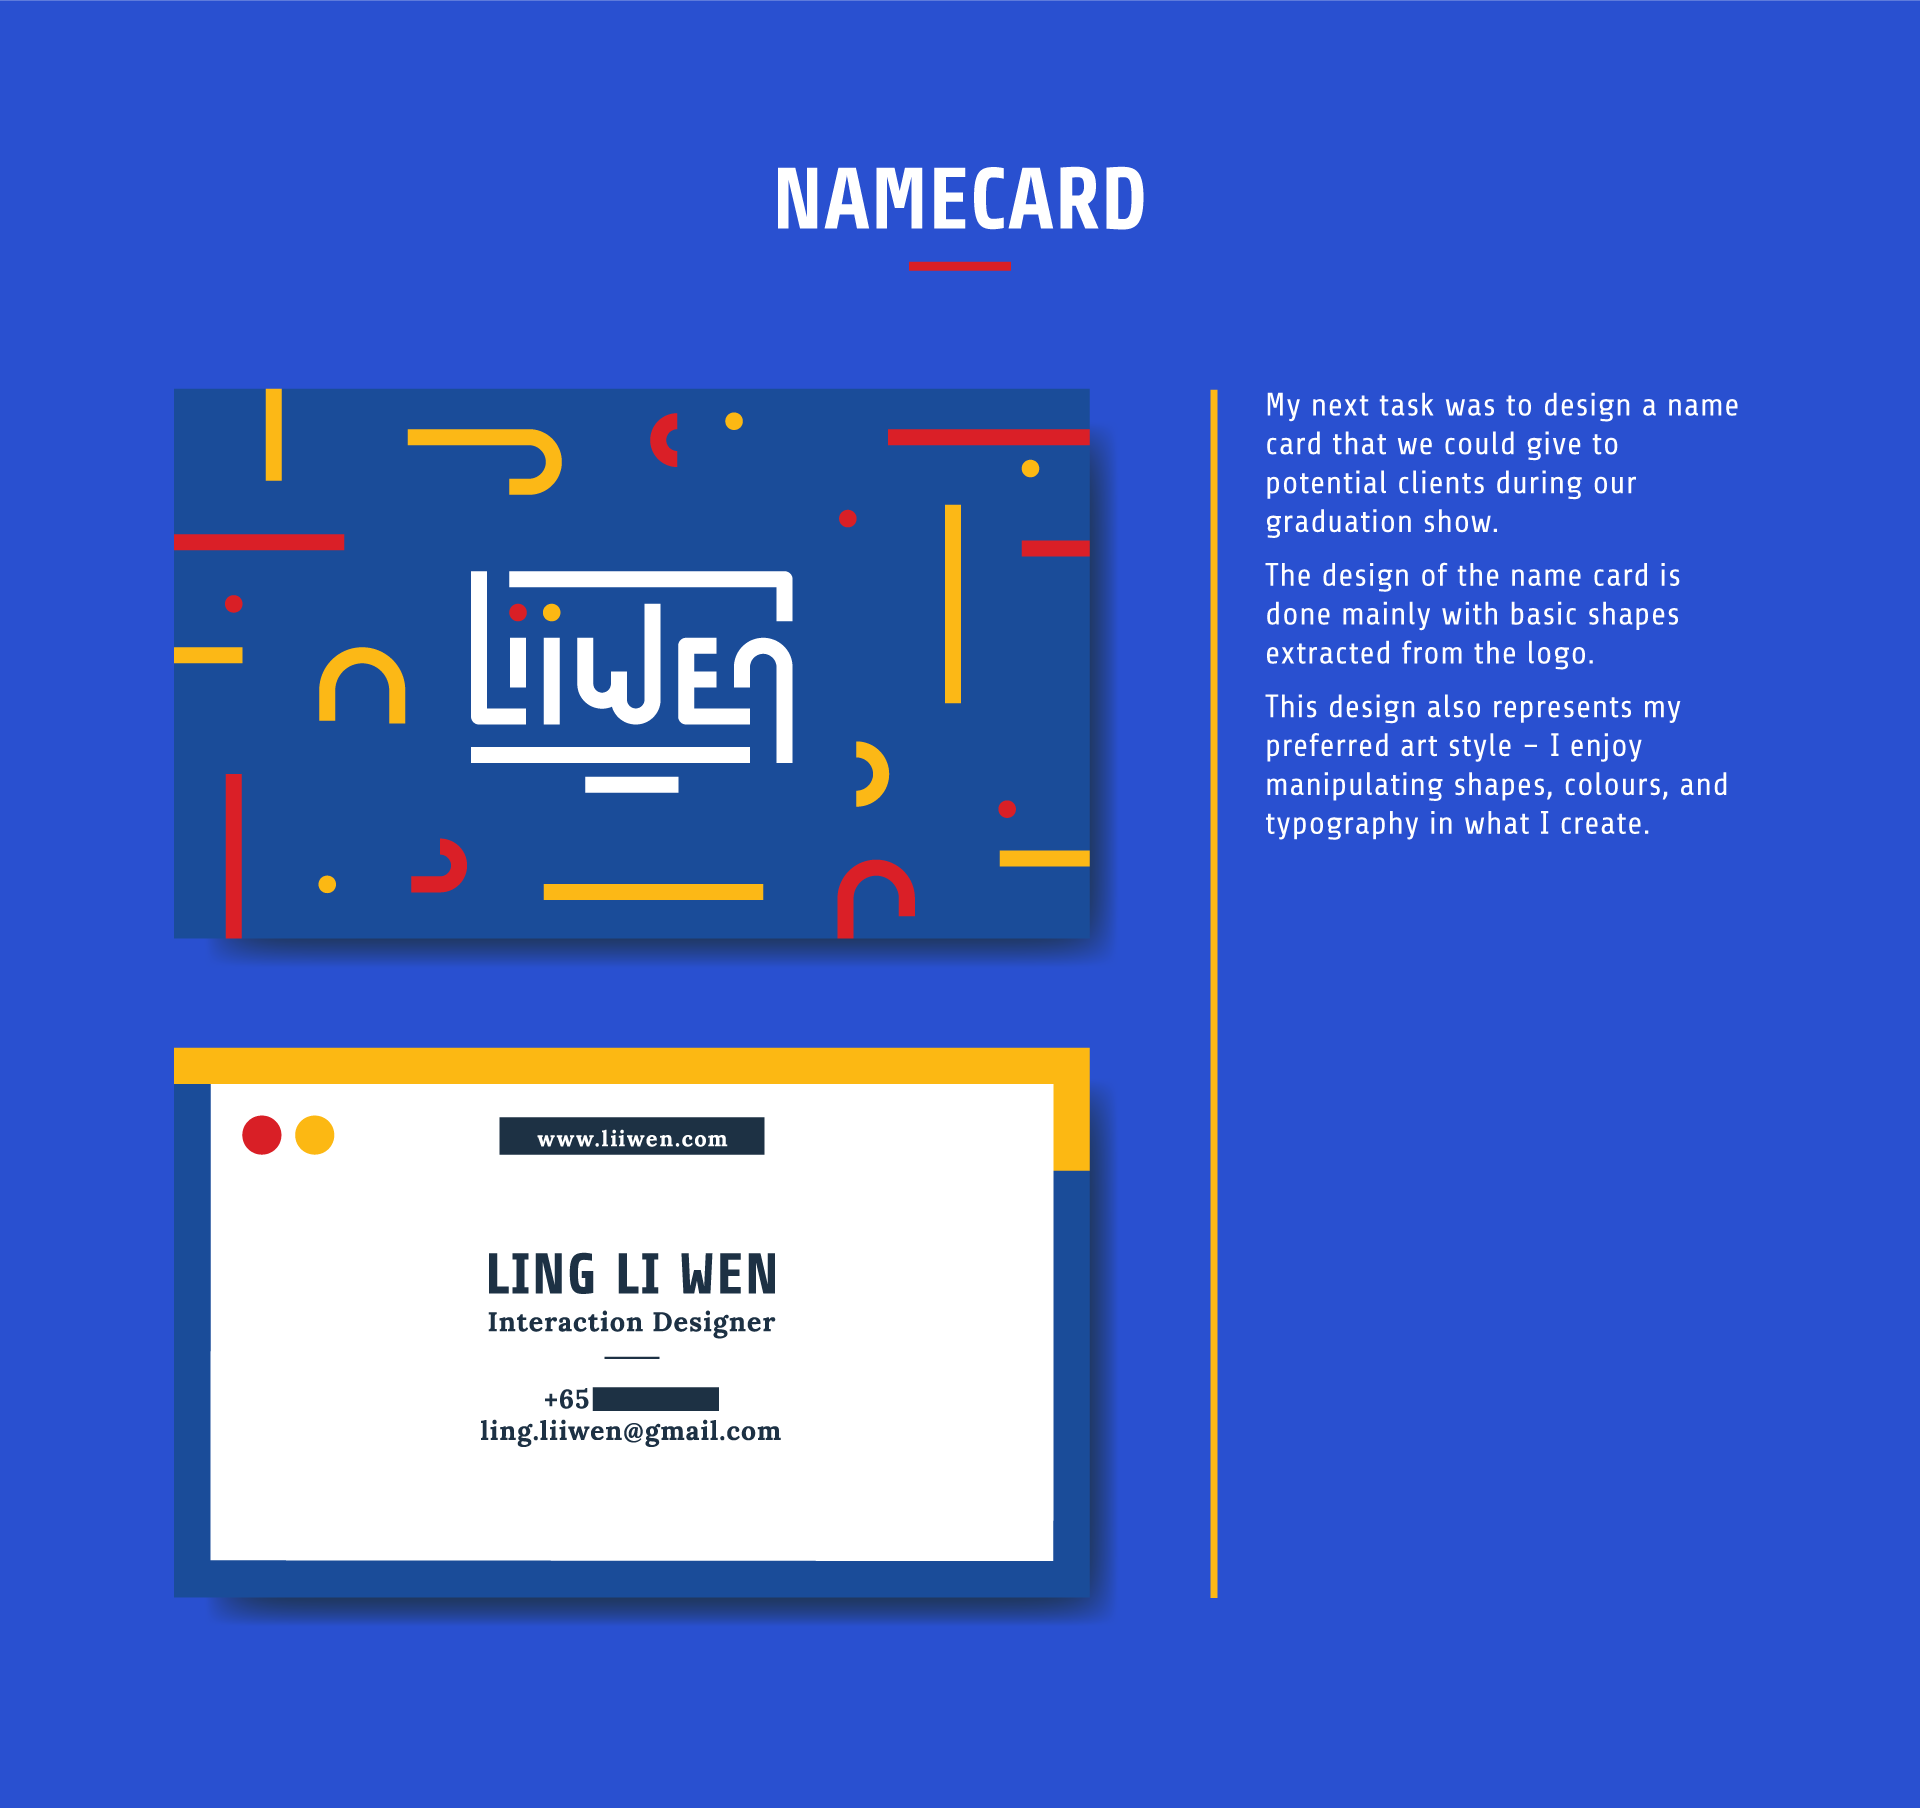 NAMECARD
liiwen
My next task was to design a name
card that we could give to
potential clients during our
graduation show.
The design of the name card is
done mainly with basic shapes
extracted from the logo.
This design also represents my
preferred art style – I enjoy
manipulating shapes, colours, and
typography in what I create.
www.liiwen.com
LING LI WEN
Interaction Designer
+65
ling.liiwen@gmail.com